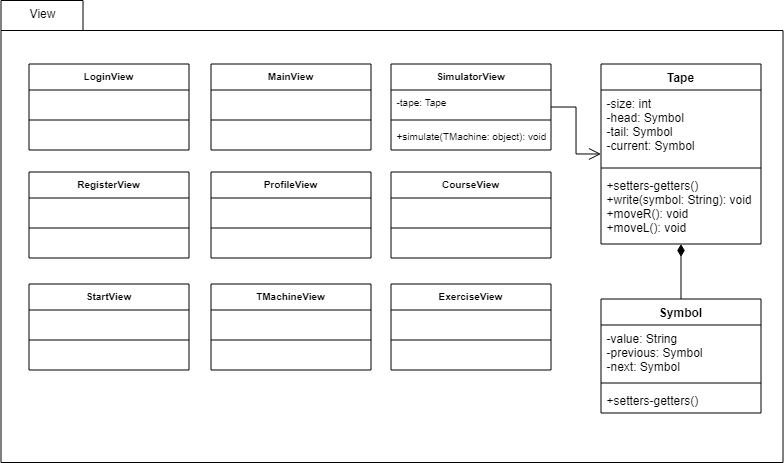 View
LoginView
MainView
SimulatorView
-tape: Tape
+simulate(TMachine: object): void
Tape
-size: int
-head: Symbol
-tail: Symbol
-current: Symbol
+setters-getters()
+write(symbol: String): void
+moveR(): void
+moveL(): void
RegisterView
ProfileView
CourseView
StartView
TMachineView
ExerciseView
Symbol
-value: String
-previous: Symbol
-next: Symbol
+setters-getters()